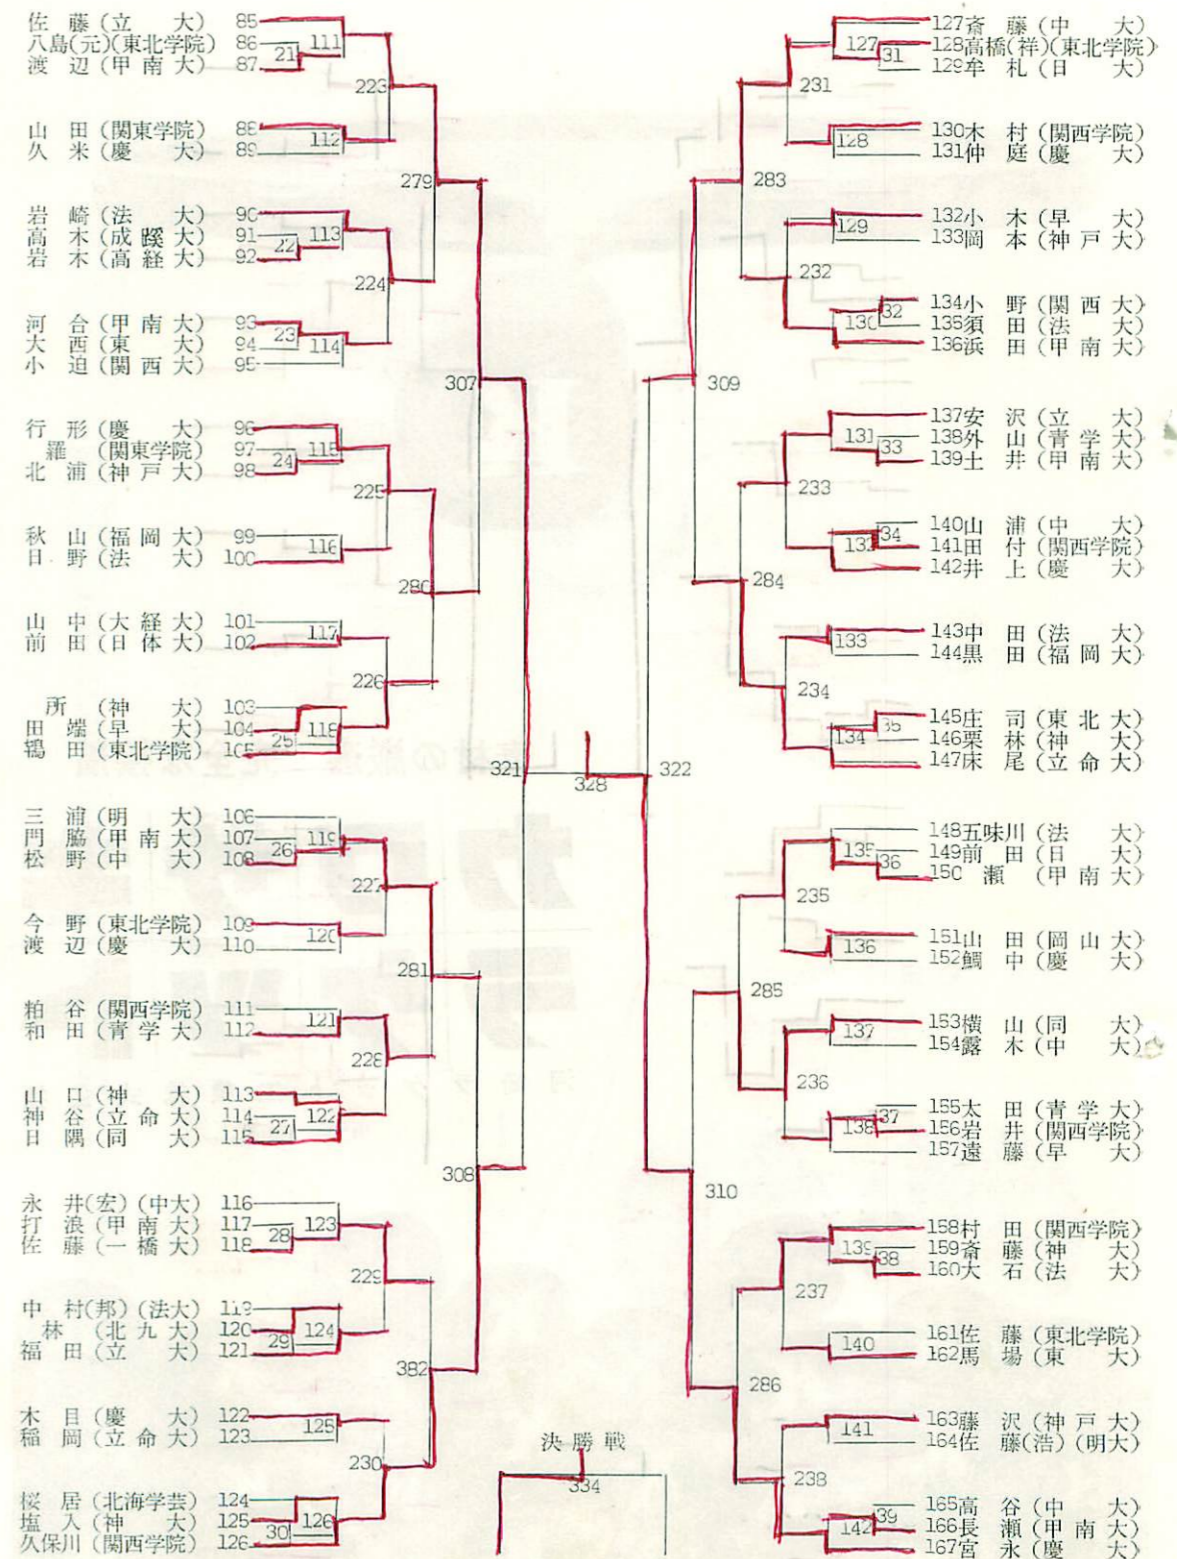 佐藤(立大) 85
八島(元)(東北学院) 86
渡辺(甲南大) 87
21
111
223
山田(関東学院) 88
久米(慶大) 89
112
279
岩崎(法大) 90
高木(成蹊大) 91
岩木(高経大) 92
22
113
224
河合(甲南大) 93
大西(東大) 94
小迫(関西大) 95
23
114
307
行形(慶大) 96
羅(関東学院) 97
北浦(神戸大) 98
24
115
225
秋山(福岡大) 99
日野(法大) 100
116
280
山中(大経大) 101
前田(日体大) 102
117
226
所(神大) 103
田端(早大) 104
鴇田(東北学院) 105
25
118
321
三浦(明大) 106
門脇(甲南大) 107
松野(中大) 108
26
119
227
今野(東北学院) 109
渡辺(慶大) 110
120
281
粕谷(関西学院) 111
和田(青学大) 112
121
228
山口(神大) 113
神谷(立命大) 114
日隅(同大) 115
27
122
308
永井(宏)(中大) 116
打浪(甲南大) 117
佐藤(一橋大) 118
28
123
229
中村(邦)(法大) 119
林(北九大) 120
福田(立大) 121
29
124
382
木目(慶大) 122
稲岡(立命大) 123
125
230
桜居(北海学芸) 124
塩入(神大) 125
久保川(関西学院) 126
30
126
328
決勝戦
334
127斎藤(中大)
128高橋(祥)(東北学院)
129牟札(日大)
127
31
231
130木村(関西学院)
131仲庭(慶大)
128
283
132小木(早大)
133岡本(神戸大)
129
232
134小野(関西大)
135須田(法大)
136浜田(甲南大)
32
130
309
137安沢(立大)
138外山(青学大)
139土井(甲南大)
131
33
233
140山浦(中大)
141田付(関西学院)
142井上(慶大)
34
132
284
143中田(法大)
144黒田(福岡大)
133
234
145庄司(東北大)
146栗林(神大)
147床尾(立命大)
35
134
322
148五味川(法大)
149前田(日大)
150瀬(甲南大)
135
36
235
151山田(岡山大)
152鯛中(慶大)
136
285
153横山(同大)
154露木(中大)
137
236
155太田(青学大)
156岩井(関西学院)
157遠藤(早大)
37
138
310
158村田(関西学院)
159斎藤(神大)
160大石(法大)
139
38
237
161佐藤(東北学院)
162馬場(東大)
140
286
163藤沢(神戸大)
164佐藤(浩)(明大)
141
238
165高谷(中大)
166長瀬(甲南大)
167宮永(慶大)
39
142